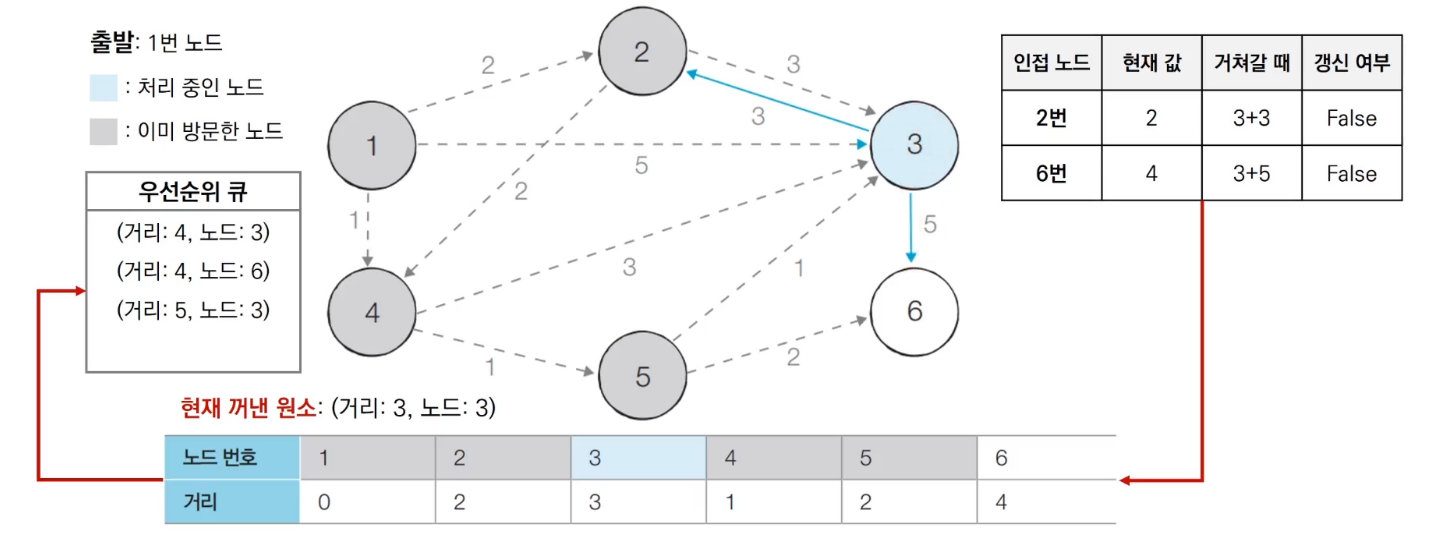 출발: 1번 노드
: 처리 중인 노드
: 이미 방문한 노드
우선순위 큐
(거리: 4, 노드: 3)
(거리: 4, 노드: 6)
(거리: 5, 노드: 3)
2
3
3
5
2
1
3
1
5
1
2
1
2
3
4
5
6
인접 노드 현재 값 거쳐갈 때 갱신 여부
2번 2 3+3 False
6번 4 3+5 False
현재 꺼낸 원소: (거리: 3, 노드: 3)
노드 번호 1 2 3 4 5 6
거리 0 2 3 1 2 4